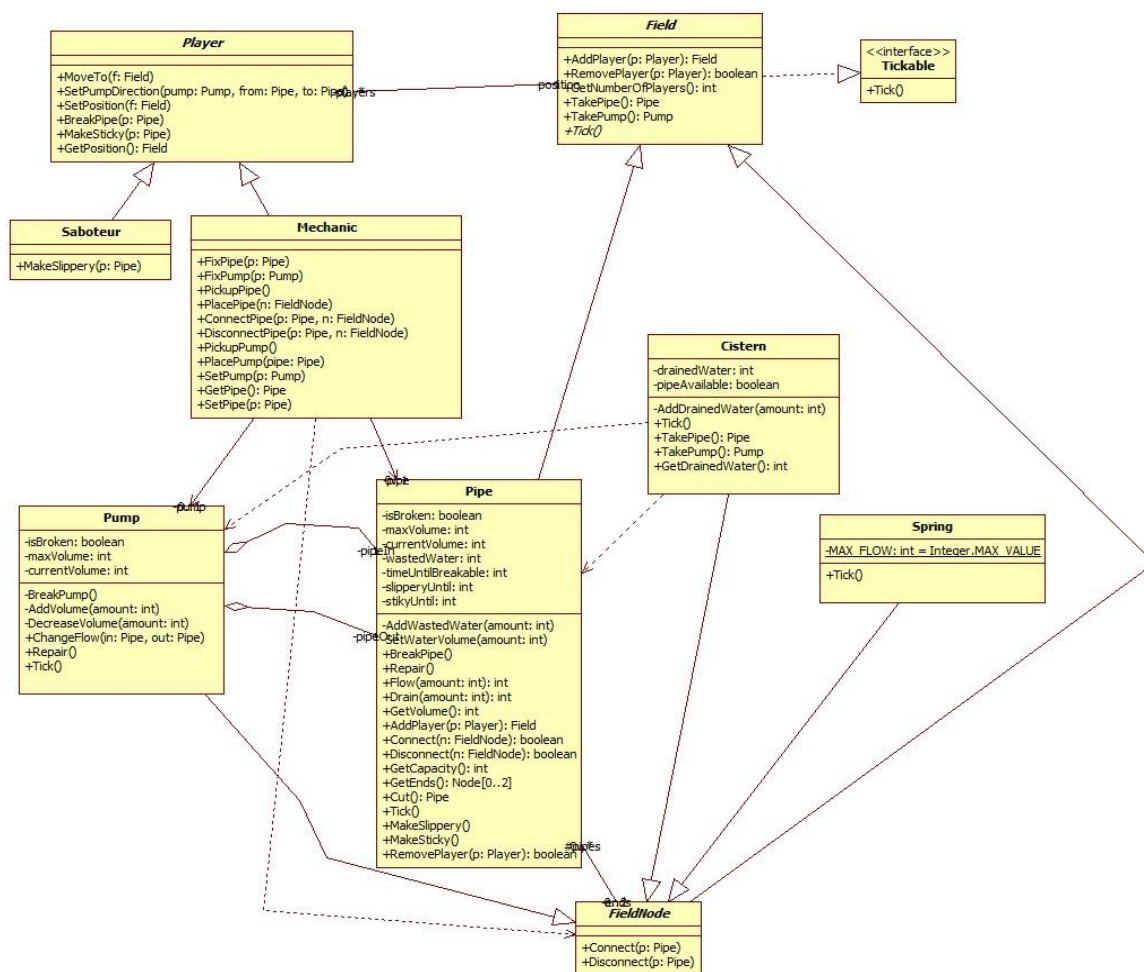 Player
+MoveTo(f: Field)
+SetPumpDirection(pump: Pump, from: Pipe, to: Pipe)
+SetPosition(f: Field)
+BreakPipe(p: Pipe)
+MakeSticky(p: Pipe)
+GetPosition(): Field
-players
position
Field
+AddPlayer(p: Player): Field
+RemovePlayer(p: Player): boolean
+GetNumberOfPlayers(): int
+TakePipe(): Pipe
+TakePump(): Pump
+Tick()
<<interface>>
Tickable
+Tick()
Saboteur
+MakeSlippery(p: Pipe)
Mechanic
+FixPipe(p: Pipe)
+FixPump(p: Pump)
+PickupPipe()
+PlacePipe(n: FieldNode)
+ConnectPipe(p: Pipe, n: FieldNode)
+DisconnectPipe(p: Pipe, n: FieldNode)
+PickupPump()
+PlacePump(pipe: Pipe)
+SetPump(p: Pump)
+GetPipe(): Pipe
+SetPipe(p: Pipe)
Cistern
-drainedWater: int
-pipeAvailable: boolean
-AddDrainedWater(amount: int)
+Tick()
+TakePipe(): Pipe
+TakePump(): Pump
+GetDrainedWater(): int
Pump
-isBroken: boolean
-maxVolume: int
-currentVolume: int
-BreakPump()
-AddVolume(amount: int)
-DecreaseVolume(amount: int)
+ChangeFlow(in: Pipe, out: Pipe)
+Repair()
+Tick()
-pipeIn
-pipeOut
Pipe
-isBroken: boolean
-maxVolume: int
-currentVolume: int
-wastedWater: int
-timeUntilBreakable: int
-slipperyUntil: int
-stikyUntil: int
-AddWastedWater(amount: int)
-SetWaterVolume(amount: int)
+BreakPipe()
+Repair()
+Flow(amount: int): int
+Drain(amount: int): int
+GetVolume(): int
+AddPlayer(p: Player): Field
+Connect(n: FieldNode): boolean
+Disconnect(n: FieldNode): boolean
+GetCapacity(): int
+GetEnds(): Node[0..2]
+Cut(): Pipe
+Tick()
+MakeSlippery()
+MakeSticky()
+RemovePlayer(p: Player): boolean
Spring
-MAX_FLOW: int = Integer.MAX_VALUE
+Tick()
FieldNode
+Connect(p: Pipe)
+Disconnect(p: Pipe)